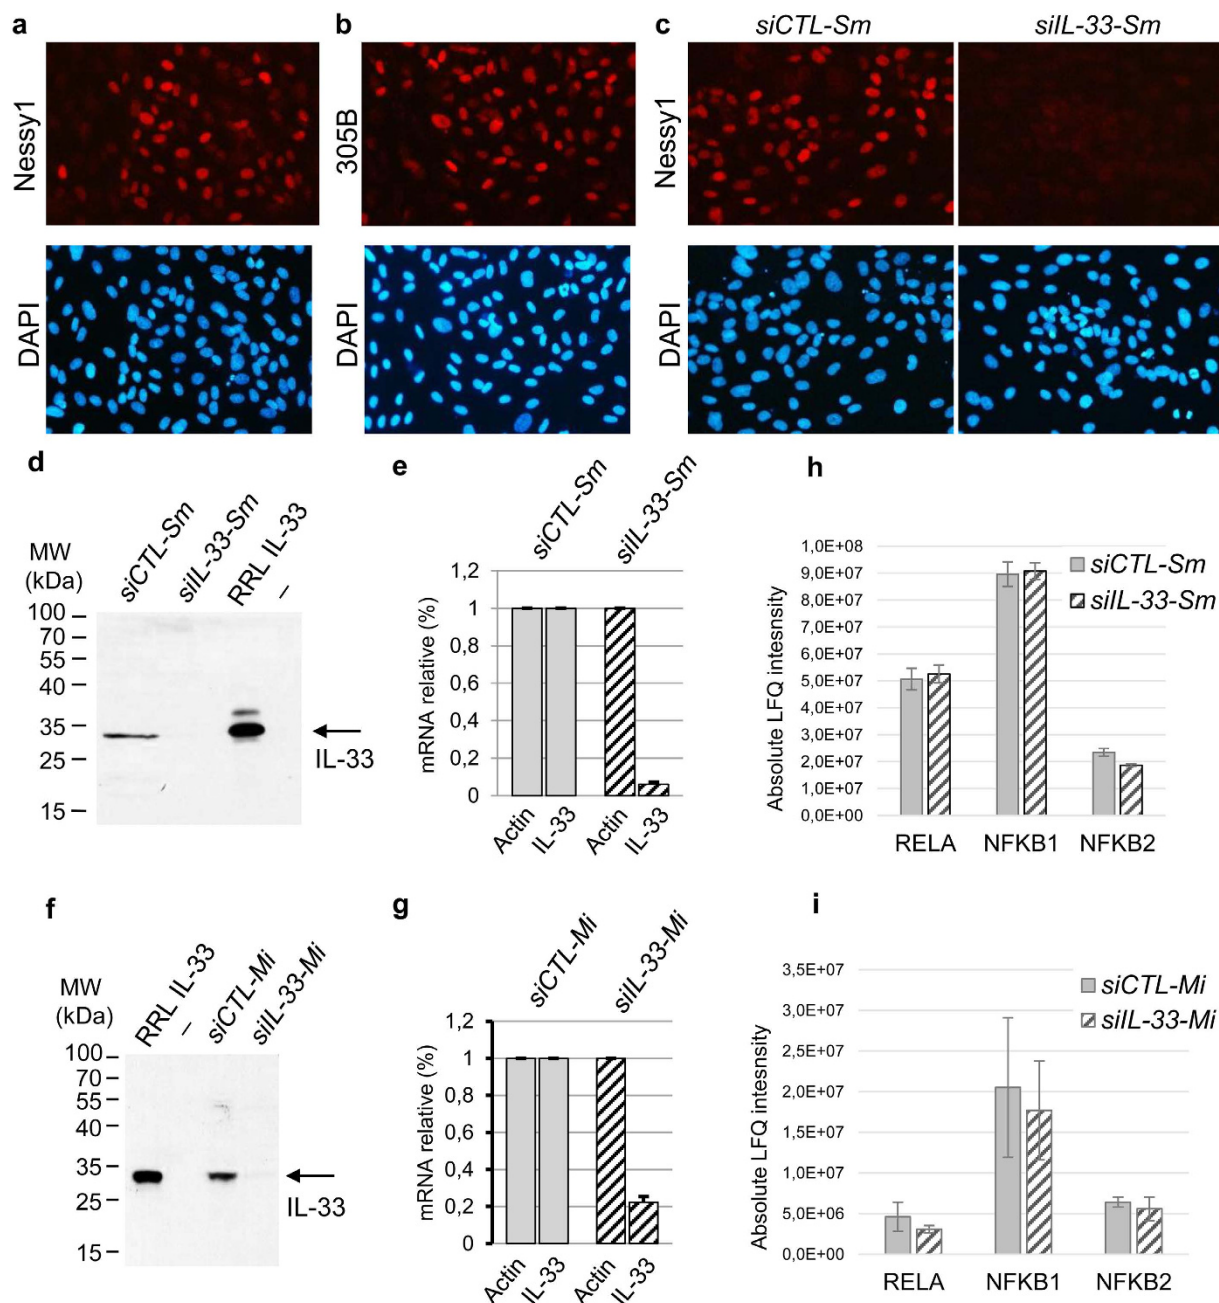 a
b
c
siCTL-Sm
siIL-33-Sm
Nessy1
305B
Nessy1
DAPI
DAPI
DAPI
d
MW
(kDa)
siCTL-Sm
siIL-33-Sm
RRL IL-33
–
100
70
55
40
35
25
15
IL-33
e
siCTL-Sm
siIL-33-Sm
mRNA relative (%)
1,2
1
0,8
0,6
0,4
0,2
0
Actin
IL-33
Actin
IL-33
h
Absolute LFQ intesnsity
1,0E+08
9,0E+07
8,0E+07
7,0E+07
6,0E+07
5,0E+07
4,0E+07
3,0E+07
2,0E+07
1,0E+07
0,0E+00
siCTL-Sm
siIL-33-Sm
RELA
NFKB1
NFKB2
f
MW
(kDa)
RRL IL-33
–
siCTL-Mi
siIL-33-Mi
100
70
55
40
35
25
15
IL-33
g
siCTL-Mi
siIL-33-Mi
mRNA relative (%)
1,2
1
0,8
0,6
0,4
0,2
0
Actin
IL-33
Actin
IL-33
i
Absolute LFQ intesnsity
3,5E+07
3,0E+07
2,5E+07
2,0E+07
1,5E+07
1,0E+07
5,0E+06
0,0E+00
siCTL-Mi
siIL-33-Mi
RELA
NFKB1
NFKB2